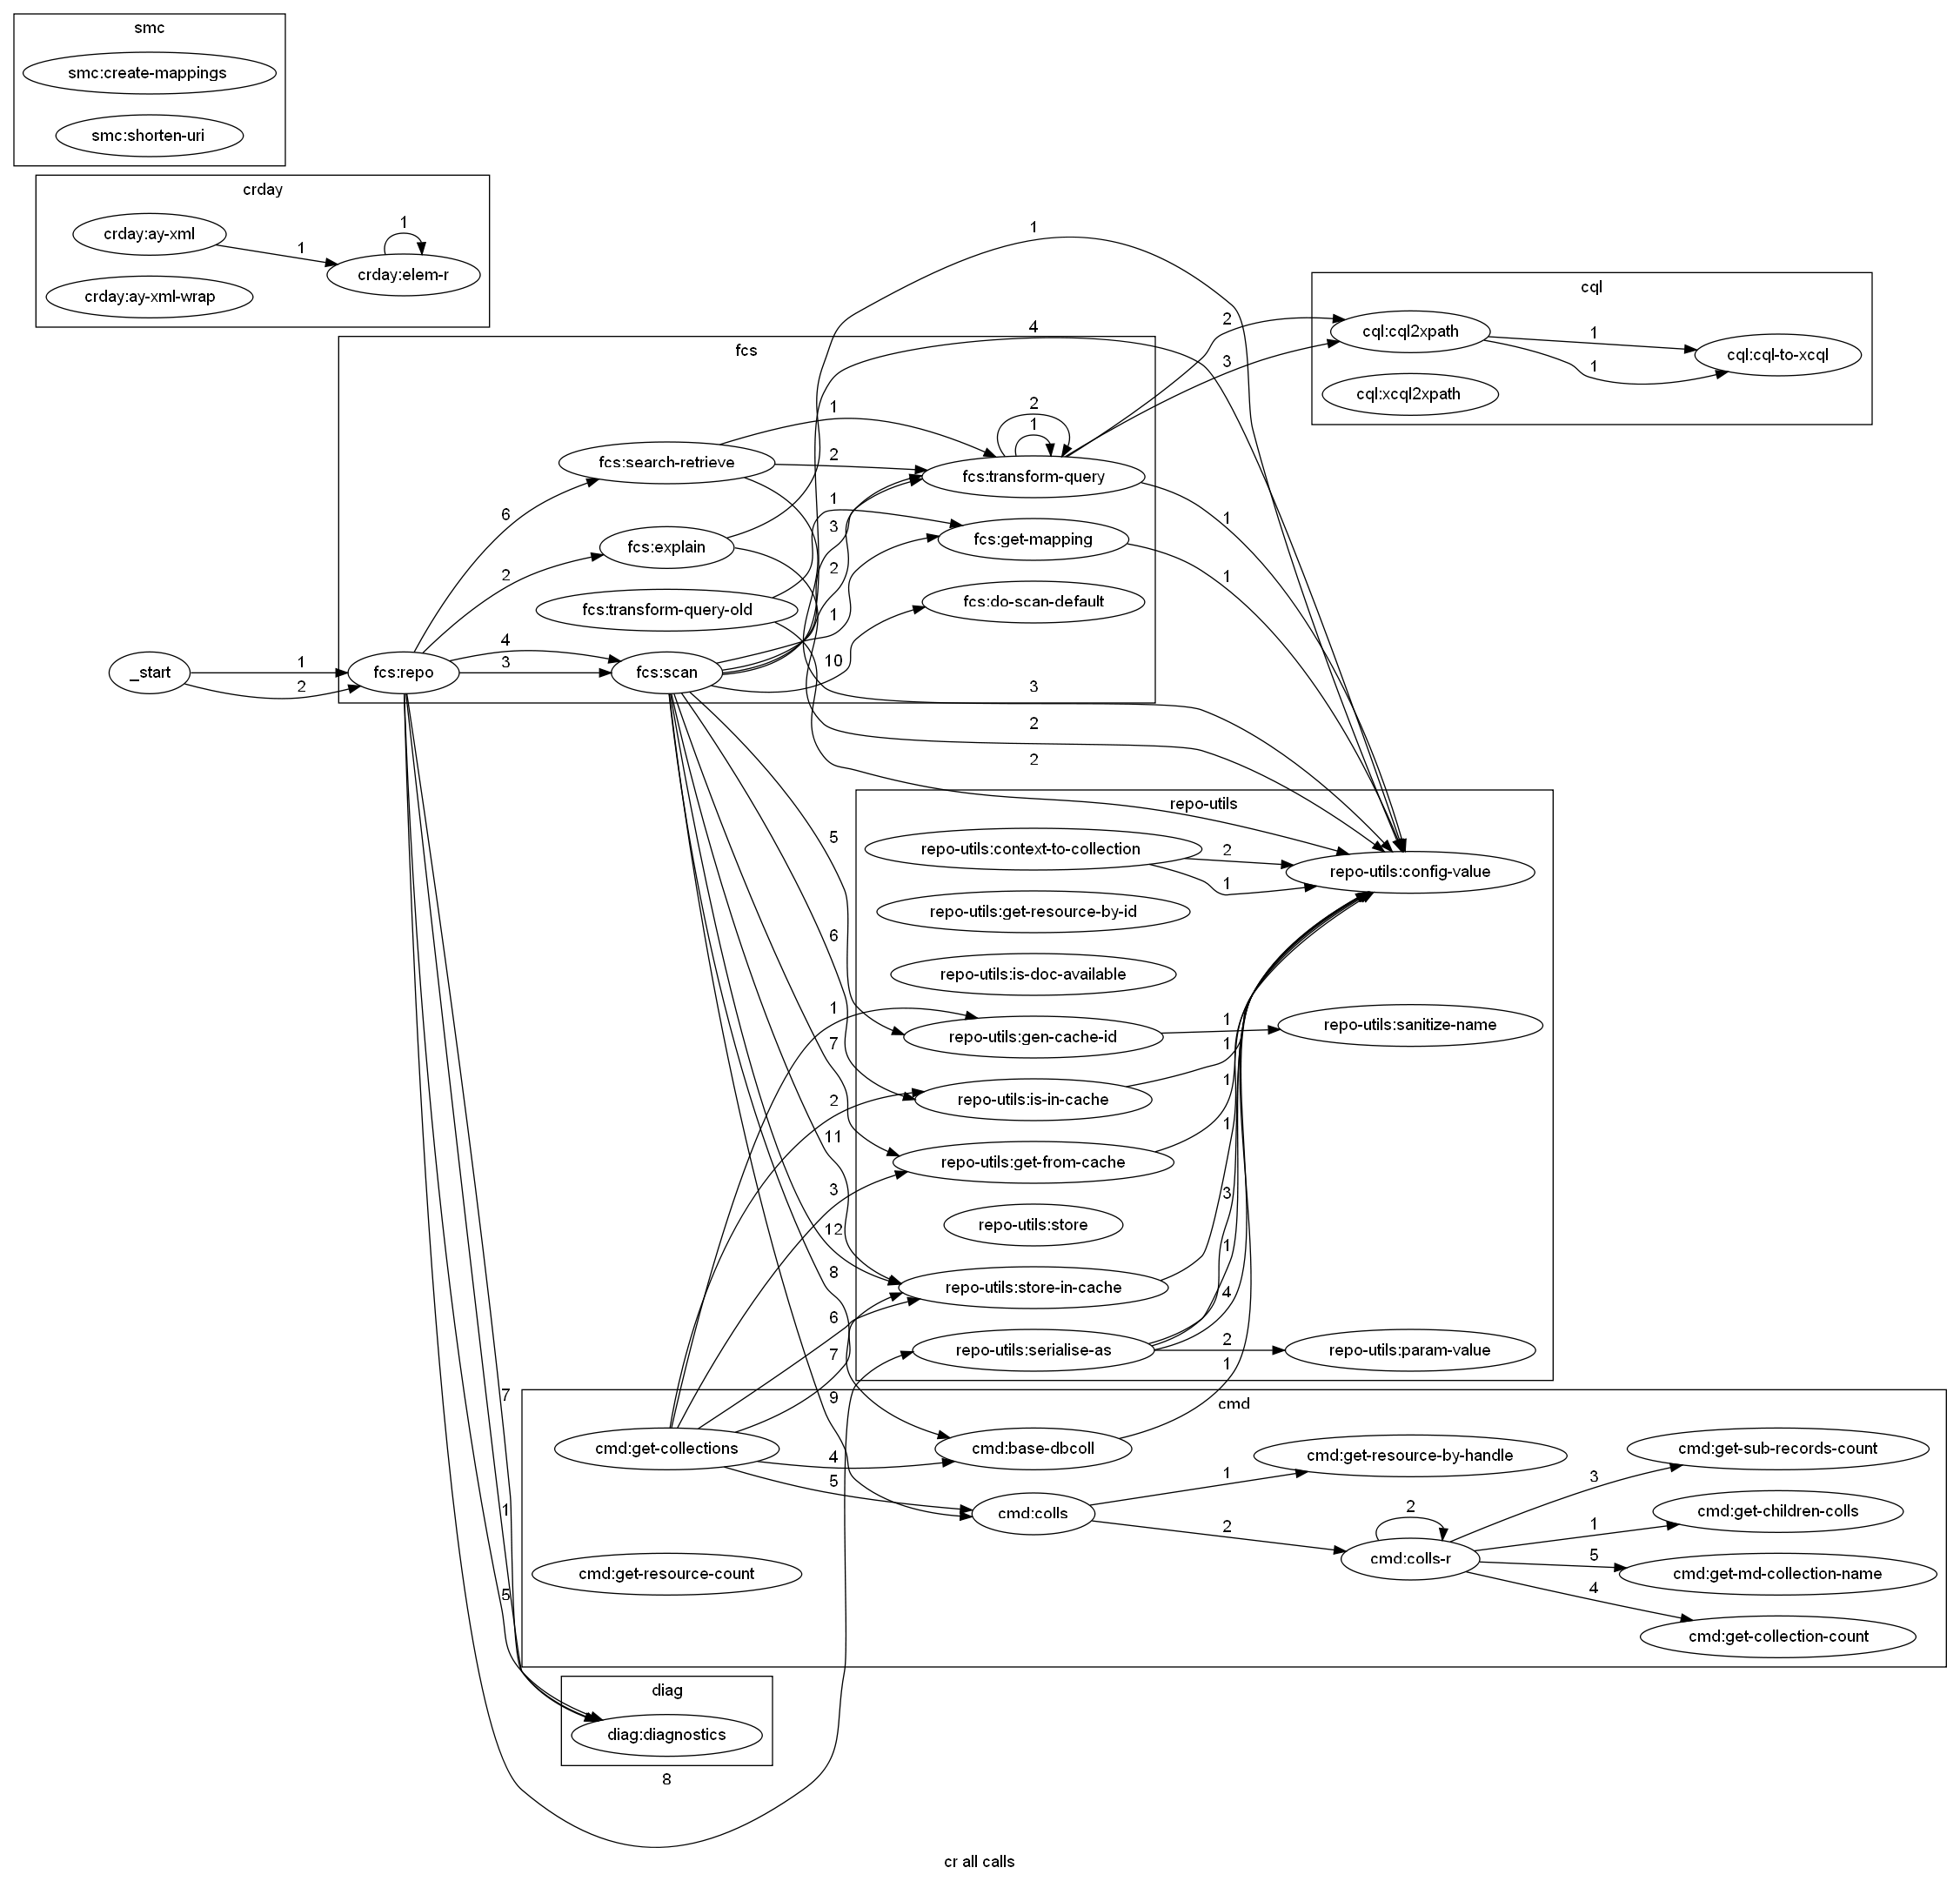 smc
smc:create-mappings
smc:shorten-uri
crday
crday:ay-xml
1
1
crday:elem-r
crday:ay-xml-wrap
1
cql
4
2
cql:cql2xpath
1
cql:cql-to-xcql
fcs
3
1
cql:xcql2xpath
1
2
1
fcs:search-retrieve
2
fcs:transform-query
6
1
3
1
fcs:explain
fcs:get-mapping
2
2
1
fcs:transform-query-old
1
fcs:do-scan-default
4
10
_start
1
fcs:repo
3
fcs:scan
2
3
2
2
repo-utils
5
repo-utils:context-to-collection
2
repo-utils:config-value
1
repo-utils:get-resource-by-id
6
repo-utils:is-doc-available
1
repo-utils:gen-cache-id
1
repo-utils:sanitize-name
7
1
2
repo-utils:is-in-cache
1
11
1
repo-utils:get-from-cache
3
3
12
repo-utils:store
1
8
repo-utils:store-in-cache
4
6
7
repo-utils:serialise-as
2
repo-utils:param-value
1
7
9
cmd
cmd:get-collections
4
cmd:base-dbcoll
cmd:get-resource-by-handle
cmd:get-sub-records-count
5
1
3
1
cmd:colls
2
2
1
cmd:get-children-colls
cmd:colls-r
5
cmd:get-resource-count
cmd:get-md-collection-name
5
4
cmd:get-collection-count
diag
diag:diagnostics
8
cr all calls